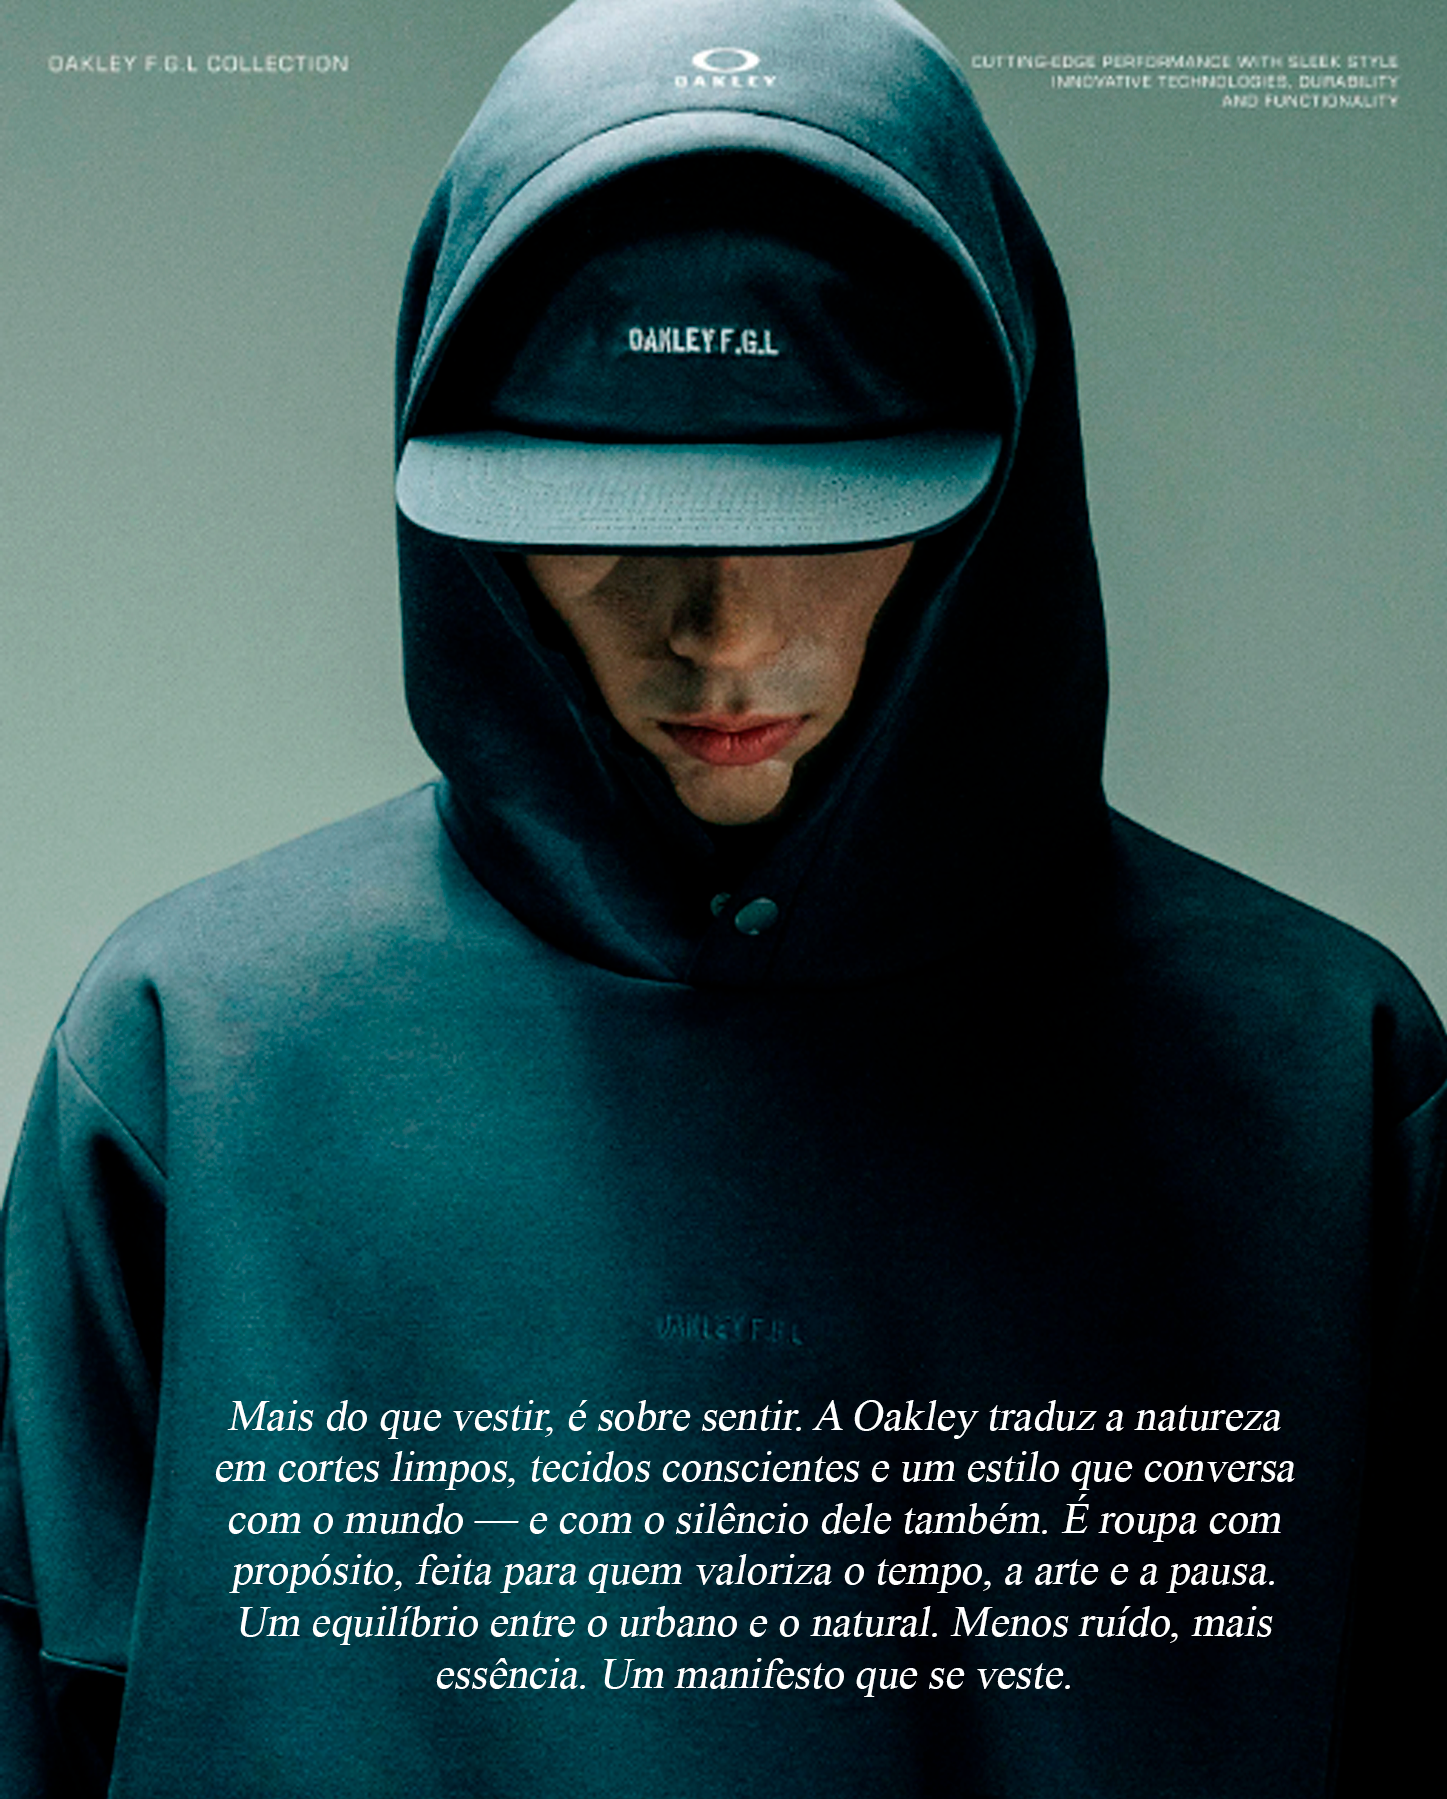 OAKLEY F.G.L COLLECTION
OAKLEY
CUTTING-EDGE PERFORMANCE WITH SLEEK STYLE
INNOVATIVE TECHNOLOGIES, DURABILITY
AND FUNCTIONALITY
OAKLEY F.G.L
OAKLEY F.G.L
Mais do que vestir, é sobre sentir. A Oakley traduz a natureza
em cortes limpos, tecidos conscientes e um estilo que conversa
com o mundo — e com o silêncio dele também. É roupa com
propósito, feita para quem valoriza o tempo, a arte e a pausa.
Um equilíbrio entre o urbano e o natural. Menos ruído, mais
essência. Um manifesto que se veste.